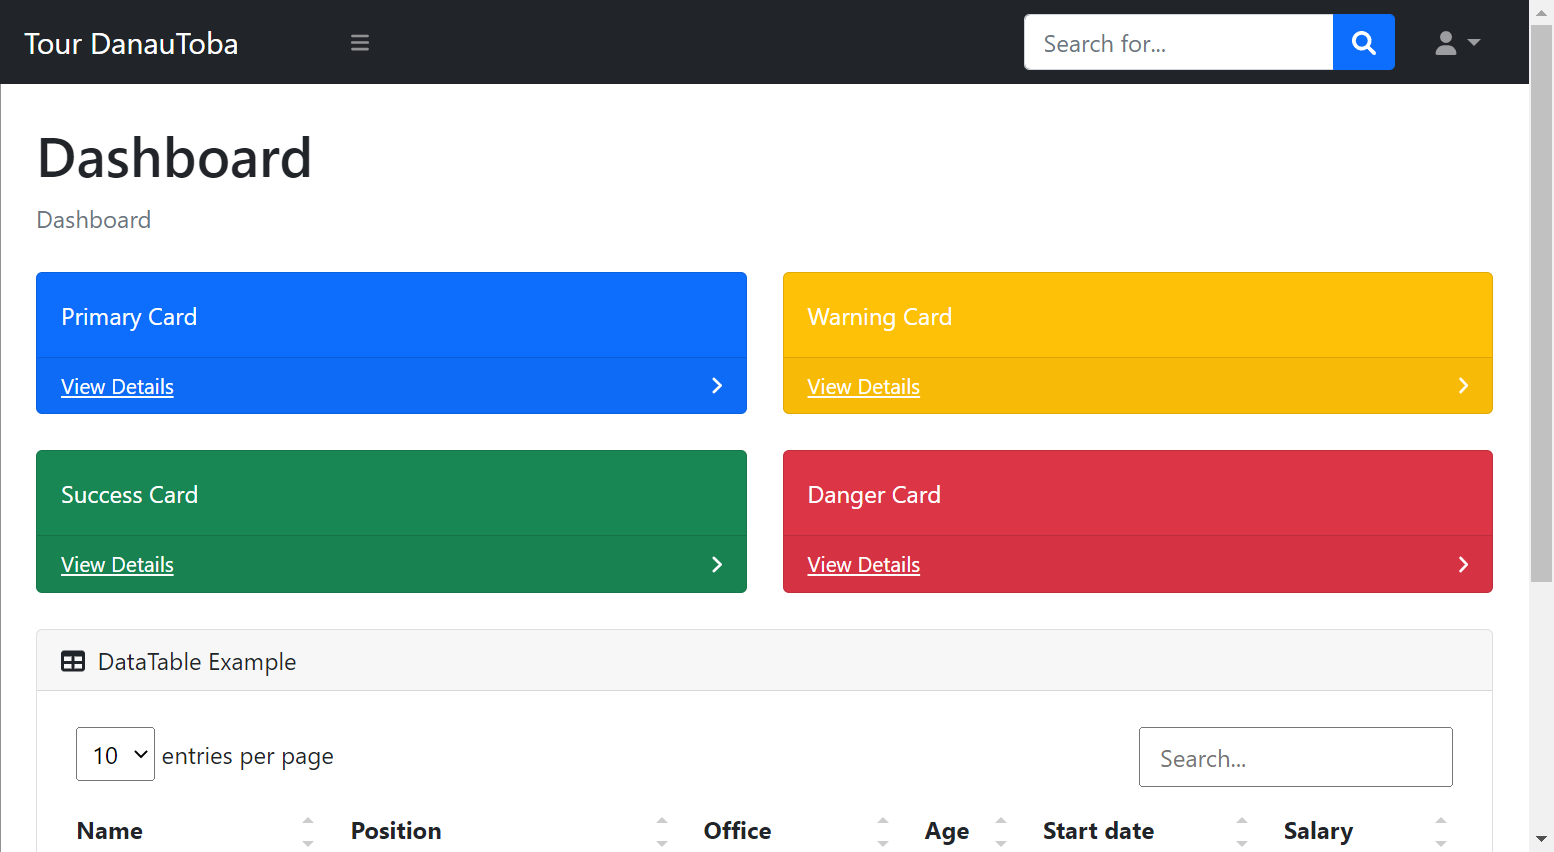 Tour DanauToba
Search for...
Dashboard
Dashboard
Primary Card
View Details
Warning Card
View Details
Success Card
View Details
Danger Card
View Details
DataTable Example
10 entries per page
Search...
Name Position Office Age Start date Salary